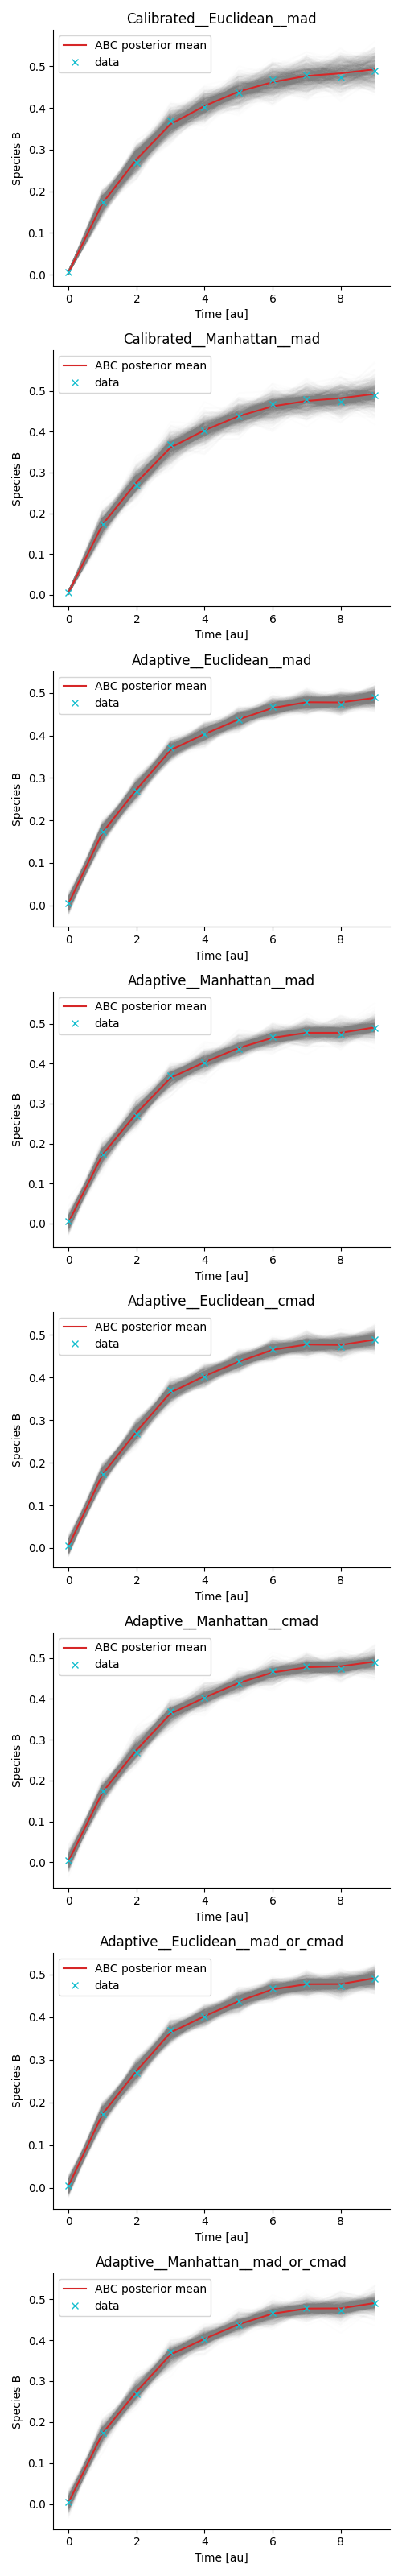 Calibrated__Euclidean__mad
ABC posterior mean
data
0.5
0.4
0.3
0.2
0.1
0.0
Species B
0 2 4 6 8
Time [au]
Calibrated__Manhattan__mad
ABC posterior mean
data
0.5
0.4
0.3
0.2
0.1
0.0
Species B
0 2 4 6 8
Time [au]
Adaptive__Euclidean__mad
ABC posterior mean
data
0.5
0.4
0.3
0.2
0.1
0.0
Species B
0 2 4 6 8
Time [au]
Adaptive__Manhattan__mad
ABC posterior mean
data
0.5
0.4
0.3
0.2
0.1
0.0
Species B
0 2 4 6 8
Time [au]
Adaptive__Euclidean__cmad
ABC posterior mean
data
0.5
0.4
0.3
0.2
0.1
0.0
Species B
0 2 4 6 8
Time [au]
Adaptive__Manhattan__cmad
ABC posterior mean
data
0.5
0.4
0.3
0.2
0.1
0.0
Species B
0 2 4 6 8
Time [au]
Adaptive__Euclidean__mad_or_cmad
ABC posterior mean
data
0.5
0.4
0.3
0.2
0.1
0.0
Species B
0 2 4 6 8
Time [au]
Adaptive__Manhattan__mad_or_cmad
ABC posterior mean
data
0.5
0.4
0.3
0.2
0.1
0.0
Species B
0 2 4 6 8
Time [au]